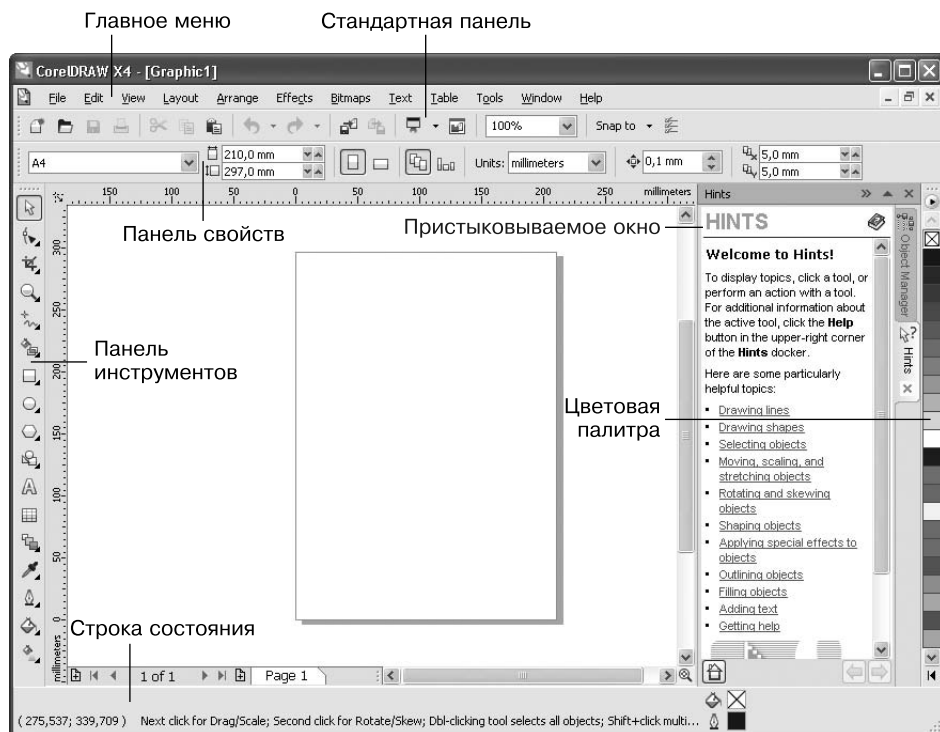 Главное меню
Стандартная панель
CorelDRAW X4 - [Graphic1]
File Edit View Layout Arrange Effects Bitmaps Text Table Tools Window Help
100% Snap to
A4 210,0 mm 297,0 mm Units: millimeters 0,1 mm 5,0 mm 5,0 mm
150 100 50 0 50 100 150 200 250 millimeters
300
250
200
150
100
50
0
millimeters
Панель свойств
Пристыковываемое окно
Панель
инструментов
Цветовая
палитра
Строка состояния
Hints
HINTS
Welcome to Hints!
To display topics, click a tool, or
perform an action with a tool.
For additional information about
the active tool, click the Help
button in the upper-right corner
of the Hints docker.
Here are some particularly
helpful topics:
▪ Drawing lines
▪ Drawing shapes
▪ Selecting objects
▪ Moving, scaling, and
stretching objects
▪ Rotating and skewing
objects
▪ Shaping objects
▪ Applying special effects to
objects
▪ Outlining objects
▪ Filling objects
▪ Adding text
▪ Getting help
Object Manager
Hints
1 of 1 Page 1
( 275,537; 339,709 ) Next click for Drag/Scale; Second click for Rotate/Skew; Dbl-clicking tool selects all objects; Shift+click multi...